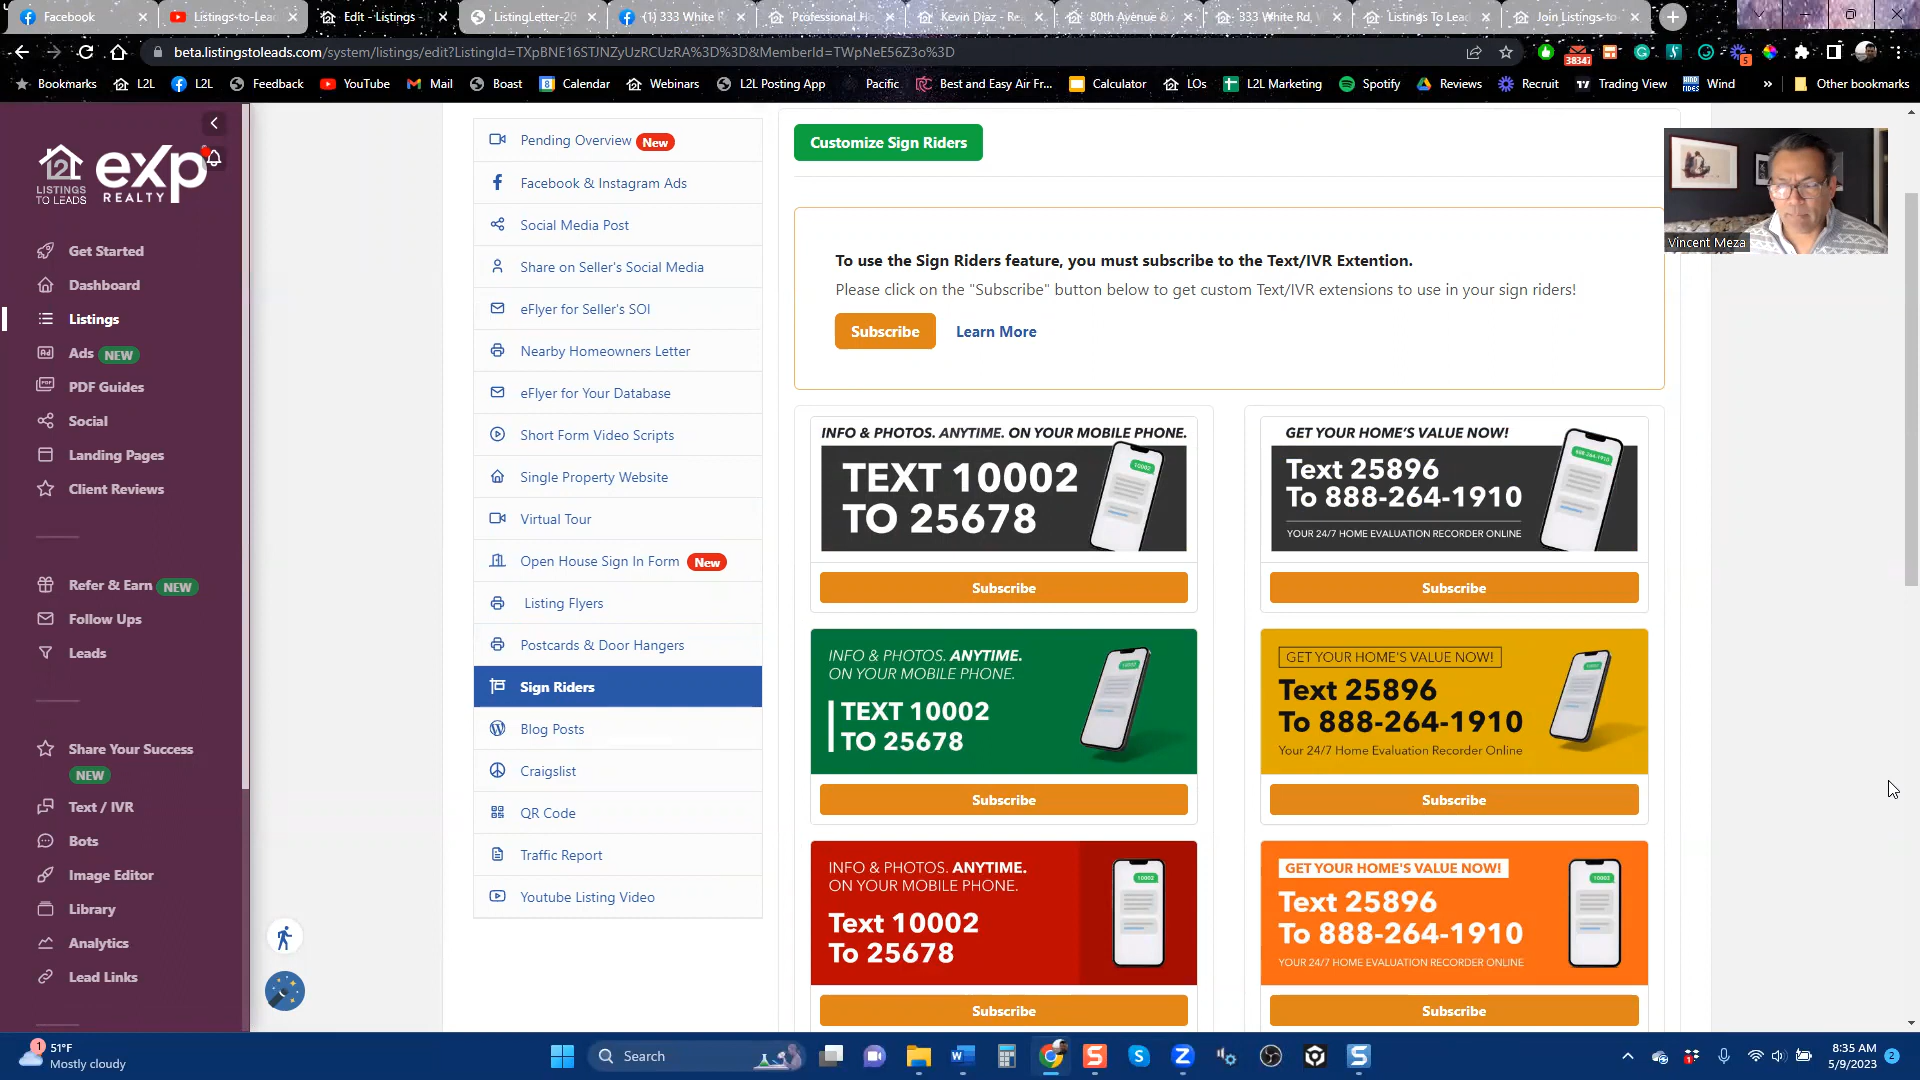 Facebook
Listings-to-Lea
Edit - Listings -
ListingLetter-20
(1) 333 White
Professional H
Kevin Diaz - Re
80th Avenue &
333 White Rd,
Listings To Lead
Join Listings-to
beta.listingstoleads.com/system/listings/edit?ListingId=TXpBNE16STJNZyUzRCUzRA%3D%3D&MemberId=TWpNeE56Z3o%3D
38347
5
Bookmarks
L2L
L2L
Feedback
YouTube
Mail
Boast
Calendar
Webinars
L2L Posting App
Pacific
Best and Easy Air Fr...
Calculator
LOs
L2L Marketing
Spotify
Reviews
Recruit
Trading View
Wind
Other bookmarks
L2L
LISTINGS
TO LEADS
eXp
REALTY
Get Started
Dashboard
Listings
Ads NEW
PDF Guides
Social
Landing Pages
Client Reviews
Refer & Earn NEW
Follow Ups
Leads
Share Your Success
NEW
Text / IVR
Bots
Image Editor
Library
Analytics
Lead Links
Pending Overview New
Facebook & Instagram Ads
Social Media Post
Share on Seller's Social Media
eFlyer for Seller's SOI
Nearby Homeowners Letter
eFlyer for Your Database
Short Form Video Scripts
Single Property Website
Virtual Tour
Open House Sign In Form New
Listing Flyers
Postcards & Door Hangers
Sign Riders
Blog Posts
Craigslist
QR Code
Traffic Report
Youtube Listing Video
Customize Sign Riders
To use the Sign Riders feature, you must subscribe to the Text/IVR Extention.
Please click on the "Subscribe" button below to get custom Text/IVR extensions to use in your sign riders!
Subscribe
Learn More
INFO & PHOTOS. ANYTIME. ON YOUR MOBILE PHONE.
TEXT 10002
TO 25678
10002
Subscribe
GET YOUR HOME'S VALUE NOW!
Text 25896
To 888-264-1910
YOUR 24/7 HOME EVALUATION RECORDER ONLINE
888-264-1910
Subscribe
INFO & PHOTOS. ANYTIME.
ON YOUR MOBILE PHONE.
TEXT 10002
TO 25678
10002
Subscribe
GET YOUR HOME'S VALUE NOW!
Text 25896
To 888-264-1910
Your 24/7 Home Evaluation Recorder Online
Subscribe
INFO & PHOTOS. ANYTIME.
ON YOUR MOBILE PHONE.
Text 10002
To 25678
10002
Subscribe
GET YOUR HOME'S VALUE NOW!
Text 25896
To 888-264-1910
YOUR 24/7 HOME EVALUATION RECORDER ONLINE
Subscribe
Vincent Meza
1
51°F
Mostly cloudy
Search
8:35 AM
5/9/2023
2